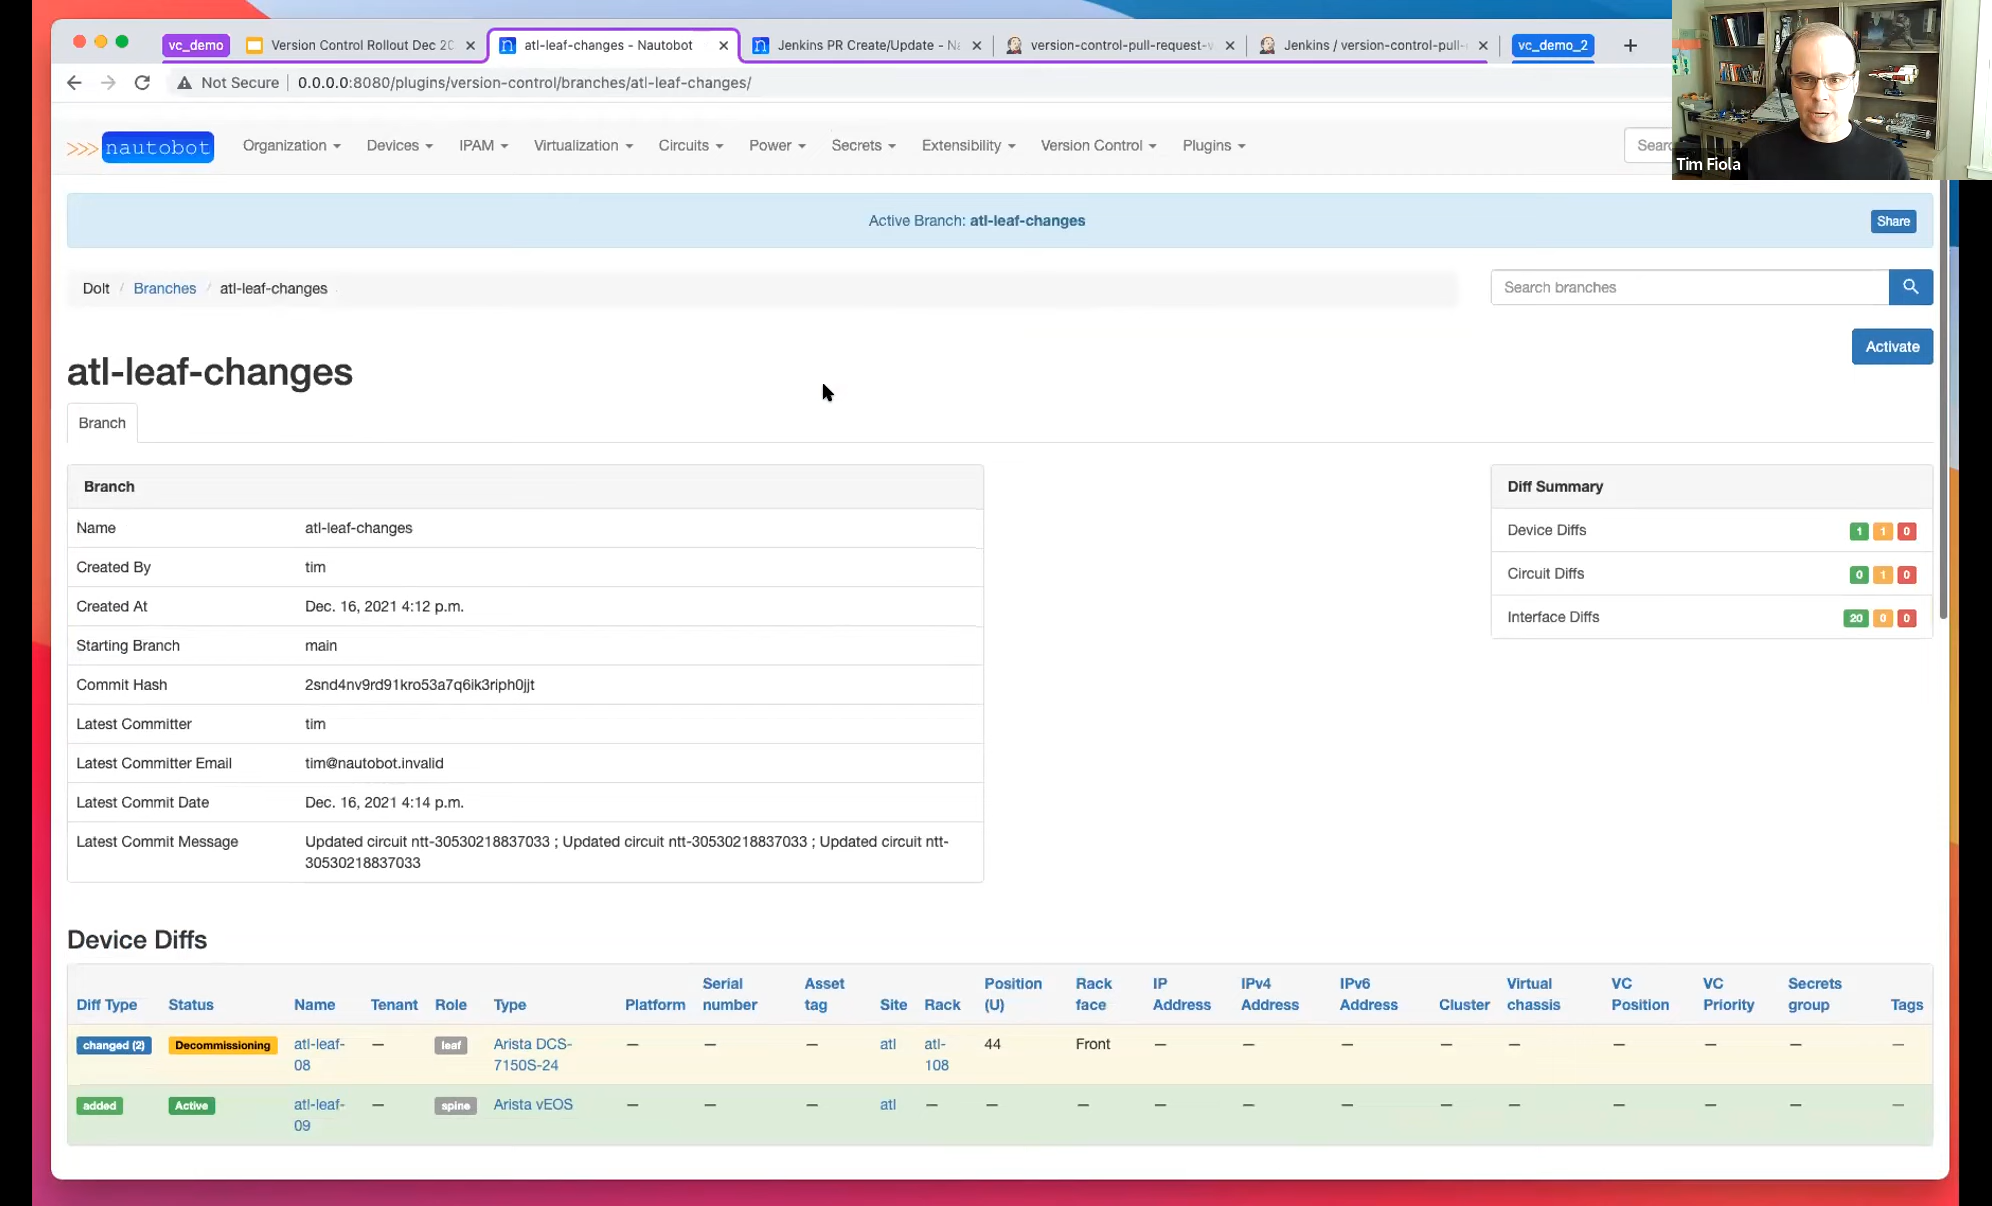 vc_demo
Version Control Rollout Dec 20
atl-leaf-changes - Nautobot
Jenkins PR Create/Update - Na
version-control-pull-request-v
Jenkins / version-control-pull-
vc_demo_2
Not Secure
0.0.0.0:8080/plugins/version-control/branches/atl-leaf-changes/
>>> nautobot
Organization
Devices
IPAM
Virtualization
Circuits
Power
Secrets
Extensibility
Version Control
Plugins
Searc
Tim Fiola
Active Branch: atl-leaf-changes
Share
Dolt / Branches / atl-leaf-changes
Search branches
Activate
atl-leaf-changes
Branch
Branch
Name atl-leaf-changes
Created By tim
Created At Dec. 16, 2021 4:12 p.m.
Starting Branch main
Commit Hash 2snd4nv9rd91kro53a7q6ik3riph0jjt
Latest Committer tim
Latest Committer Email tim@nautobot.invalid
Latest Commit Date Dec. 16, 2021 4:14 p.m.
Latest Commit Message Updated circuit ntt-30530218837033 ; Updated circuit ntt-30530218837033 ; Updated circuit ntt-
30530218837033
Diff Summary
Device Diffs 1 1 0
Circuit Diffs 0 1 0
Interface Diffs 20 0 0
Device Diffs
Diff Type
Status
Name
Tenant
Role
Type
Platform
Serial
number
Asset
tag
Site
Rack
Position
(U)
Rack
face
IP
Address
IPv4
Address
IPv6
Address
Cluster
Virtual
chassis
VC
Position
VC
Priority
Secrets
group
Tags
changed (2) Decommissioning atl-leaf- — leaf Arista DCS- — — — atl atl- 44 Front — — — — — — — — —
08 7150S-24 108
added Active atl-leaf- — spine Arista vEOS — — — atl — — — — — — — — — — — —
09